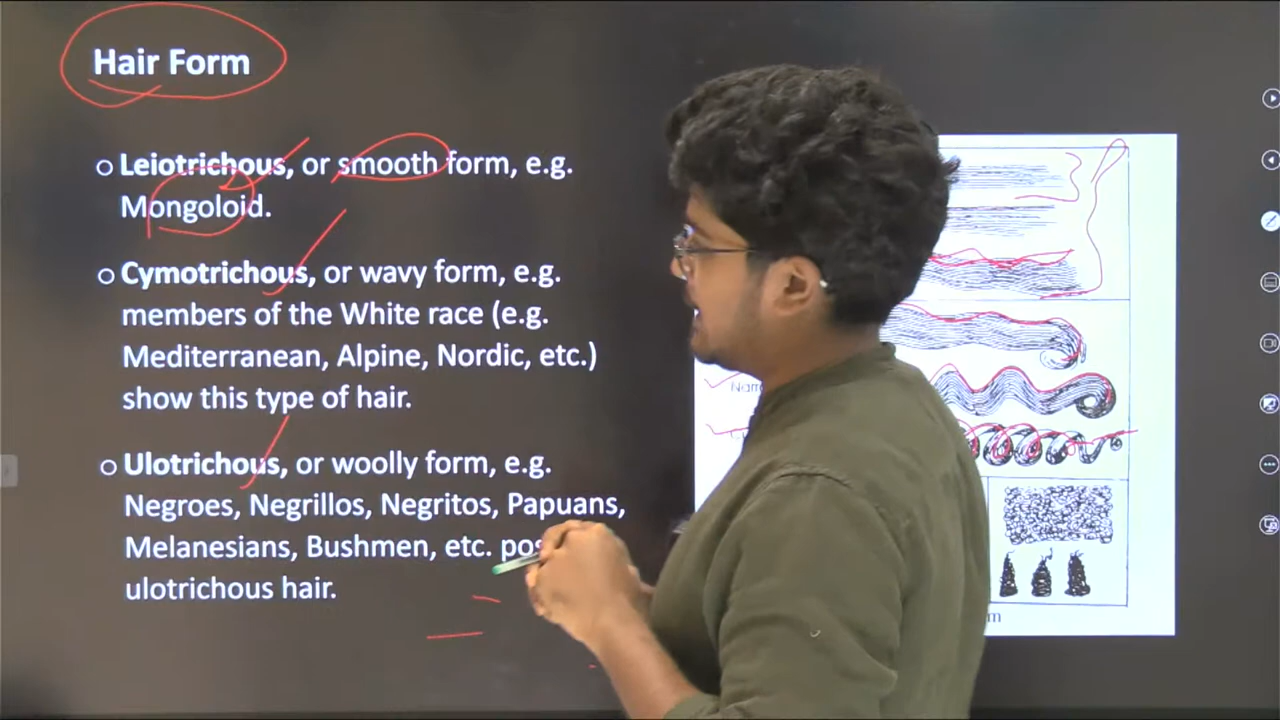 Hair Form
Leiotrichous, or smooth form, e.g.
Mongoloid.
Cymotrichous, or wavy form, e.g.
members of the White race (e.g.
Mediterranean, Alpine, Nordic, etc.)
show this type of hair.
Ulotrichous, or woolly form, e.g.
Negroes, Negrillos, Negritos, Papuans,
Melanesians, Bushmen, etc.
ulotrichous hair.